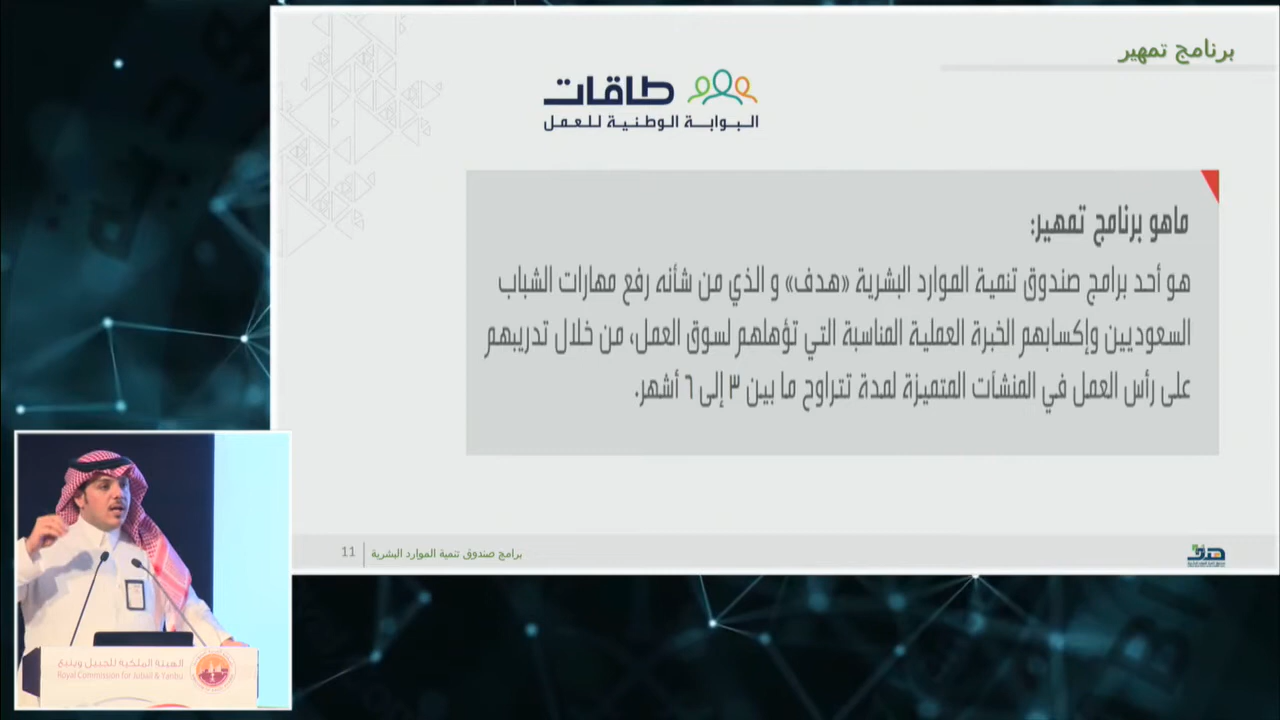 برنامج تمهير
طاقات
البوابة الوطنية للعمل
ماهو برنامج تمهير:
هو أحد برامج صندوق تنمية الموارد البشرية «هدف» و الذي من شأنه رفع مهارات الشباب
السعوديين وإكسابهم الخبرة العملية المناسبة التي تؤهلهم لسوق العمل، من خلال تدريبهم
على رأس العمل في المنشآت المتميزة لمدة تتراوح ما بين ٣ إلى ٦ أشهر.
برامج صندوق تنمية الموارد البشرية
11
هدف
الهيئة الملكية للجبيل وينبع
Royal Commission for Jubail & Yanbu